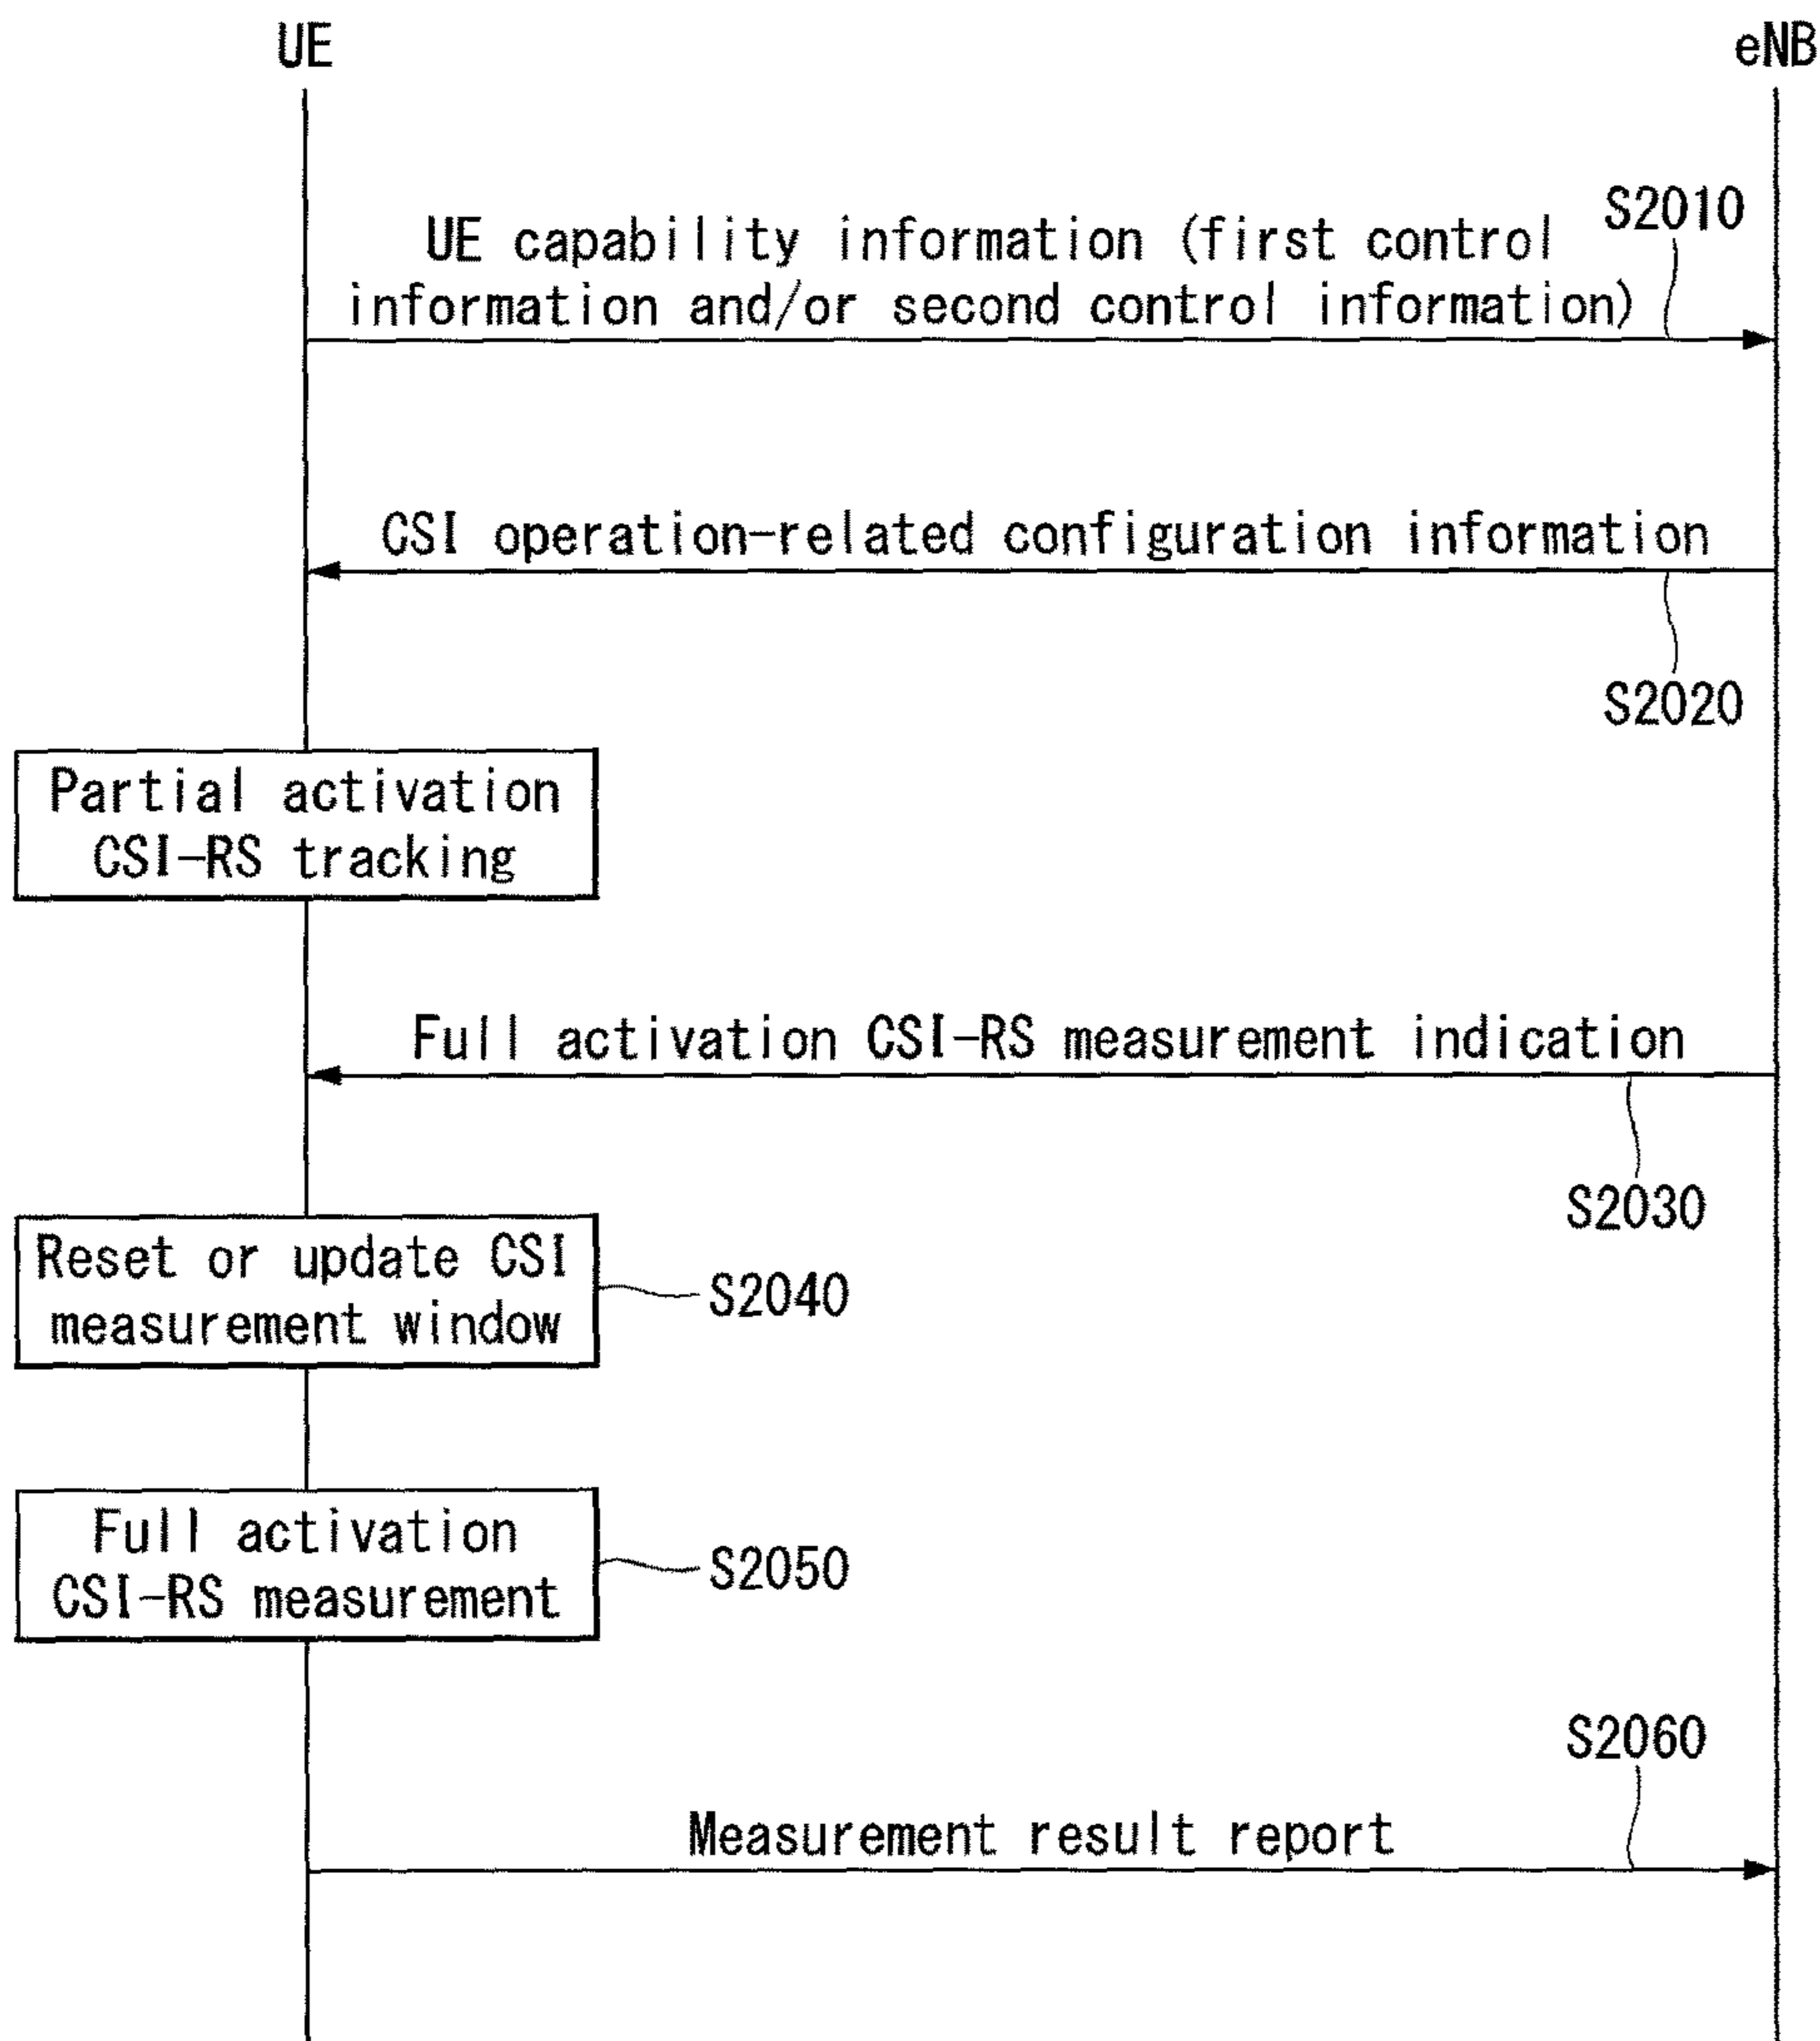 UE
eNB
S2010
UE capability information (first control
information and/or second control information)
CSI operation-related configuration information
S2020
Partial activation
CSI-RS tracking
Full activation CSI-RS measurement indication
S2030
Reset or update CSI
measurement window
S2040
Full activation
CSI-RS measurement
S2050
S2060
Measurement result report